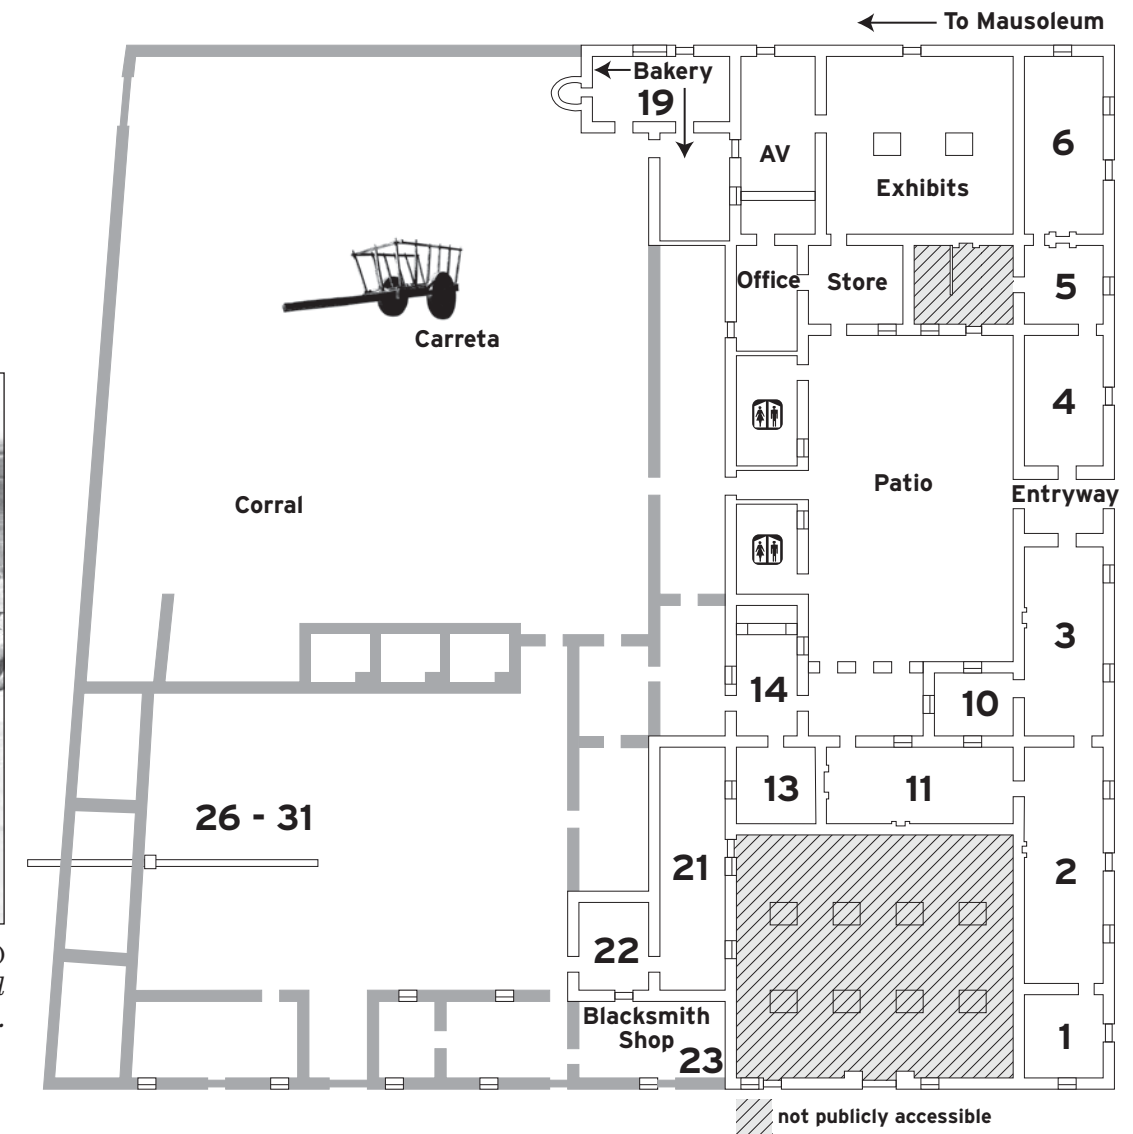 To Mausoleum
Bakery
19
AV
Exhibits
6
Office
Store
5
Carreta
4
Corral
Patio
Entryway
3
14
10
26 - 31
13
11
21
2
22
Blacksmith
Shop
23
1
not publicly accessible